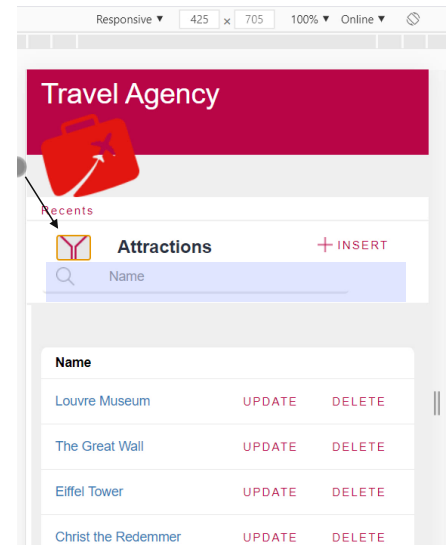 Responsive ▼ 425 x 705 100% ▼ Online ▼
Travel Agency
Recents
Attractions INSERT
Name
Name
Louvre Museum UPDATE DELETE
The Great Wall UPDATE DELETE
Eiffel Tower UPDATE DELETE
Christ the Redemmer UPDATE DELETE